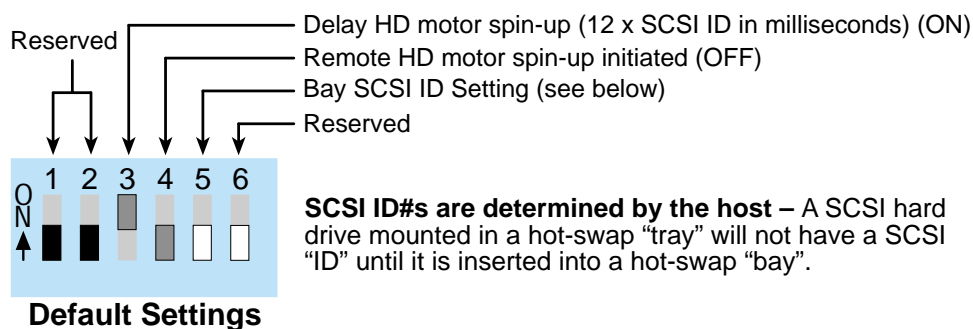 Delay HD motor spin-up (12 x SCSI ID in milliseconds) (ON)
Reserved
Remote HD motor spin-up initiated (OFF)
Bay SCSI ID Setting (see below)
Reserved
1 2 3 4 5 6
ON
SCSI ID#s are determined by the host – A SCSI hard
drive mounted in a hot-swap “tray” will not have a SCSI
“ID” until it is inserted into a hot-swap “bay”.
Default Settings